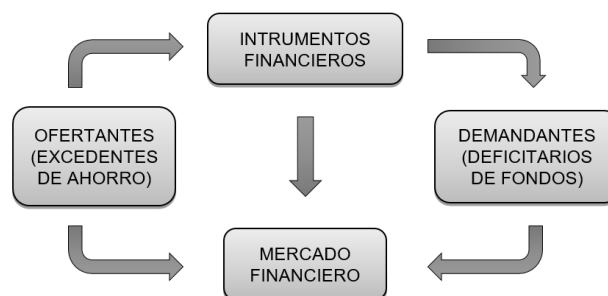 INTRUMENTOS
FINANCIEROS
OFERTANTES
(EXCEDENTES
DE AHORRO)
DEMANDANTES
(DEFICITARIOS
DE FONDOS)
MERCADO
FINANCIERO